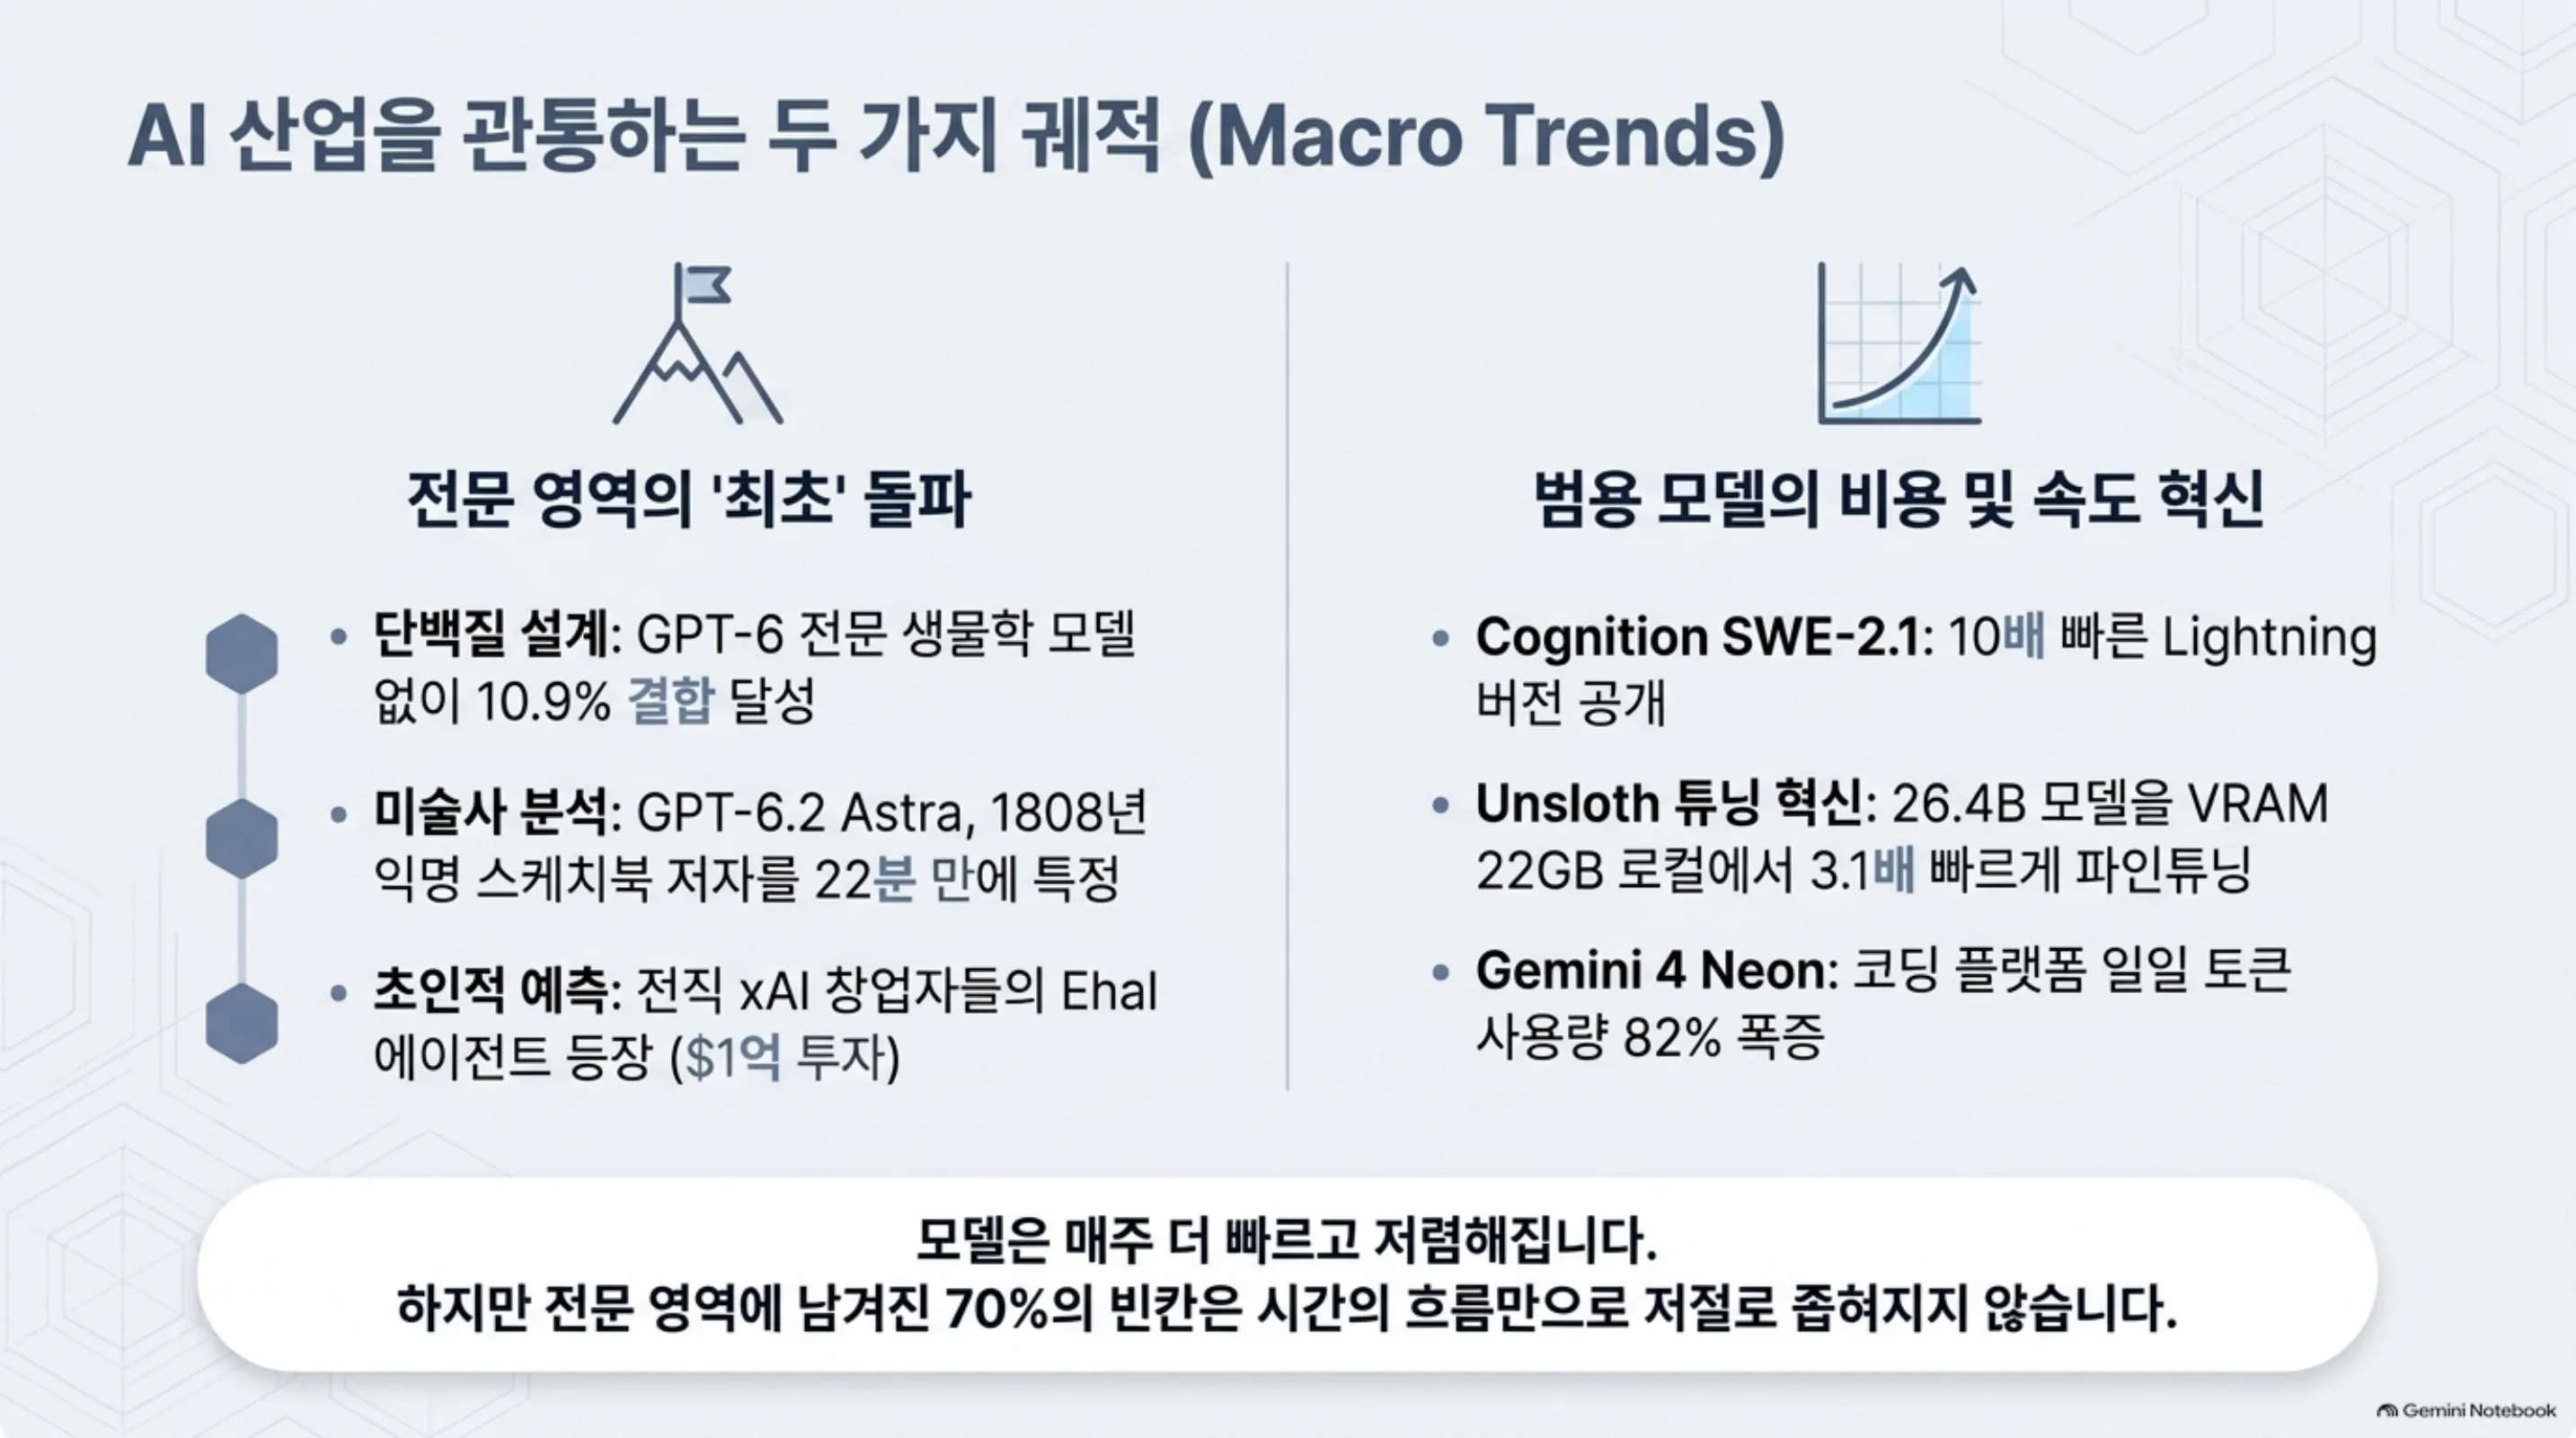 AI 산업을 관통하는 두 가지 궤적 (Macro Trends)
전문 영역의 '최초' 돌파
• 단백질 설계: GPT-6 전문 생물학 모델
없이 10.9% 결합 달성
• 미술사 분석: GPT-6.2 Astra, 1808년
익명 스케치북 저자를 22분 만에 특정
• 초인적 예측: 전직 xAI 창업자들의 Ehal
에이전트 등장 ($1억 투자)
범용 모델의 비용 및 속도 혁신
• Cognition SWE-2.1: 10배 빠른 Lightning
버전 공개
• Unsloth 튜닝 혁신: 26.4B 모델을 VRAM
22GB 로컬에서 3.1배 빠르게 파인튜닝
• Gemini 4 Neon: 코딩 플랫폼 일일 토큰
사용량 82% 폭증
모델은 매주 더 빠르고 저렴해집니다.
하지만 전문 영역에 남겨진 70%의 빈칸은 시간의 흐름만으로 저절로 좁혀지지 않습니다.
Gemini Notebook